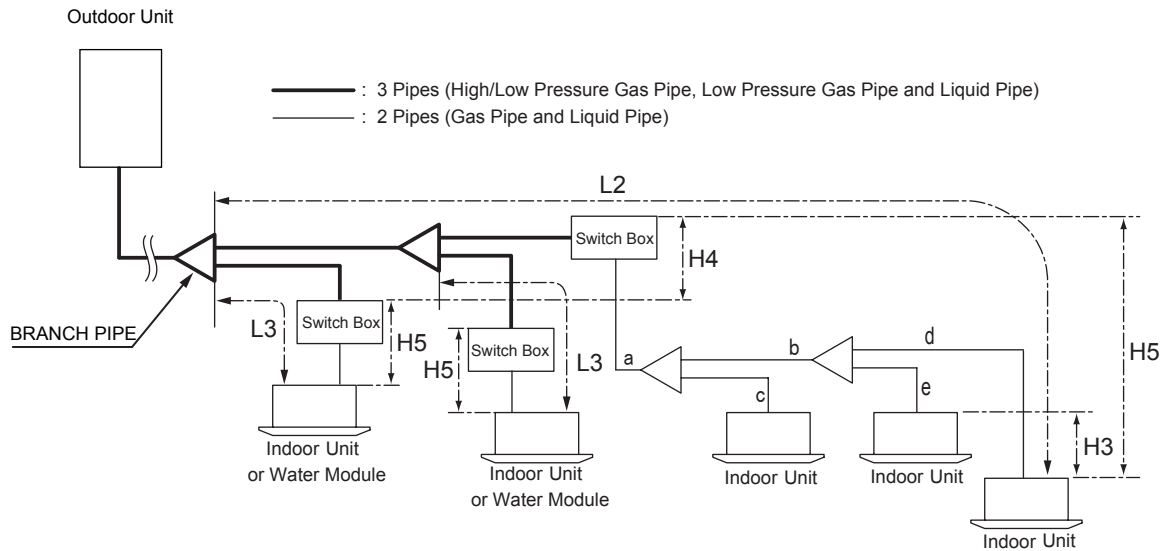 Outdoor Unit
: 3 Pipes (High/Low Pressure Gas Pipe, Low Pressure Gas Pipe and Liquid Pipe)
: 2 Pipes (Gas Pipe and Liquid Pipe)
L2
Switch Box
H4
H5
BRANCH PIPE
L3
Switch Box
H5
H5
Switch Box
L3
a
b
d
c
e
H3
Indoor Unit
or Water Module
Indoor Unit
or Water Module
Indoor Unit
Indoor Unit
Indoor Unit